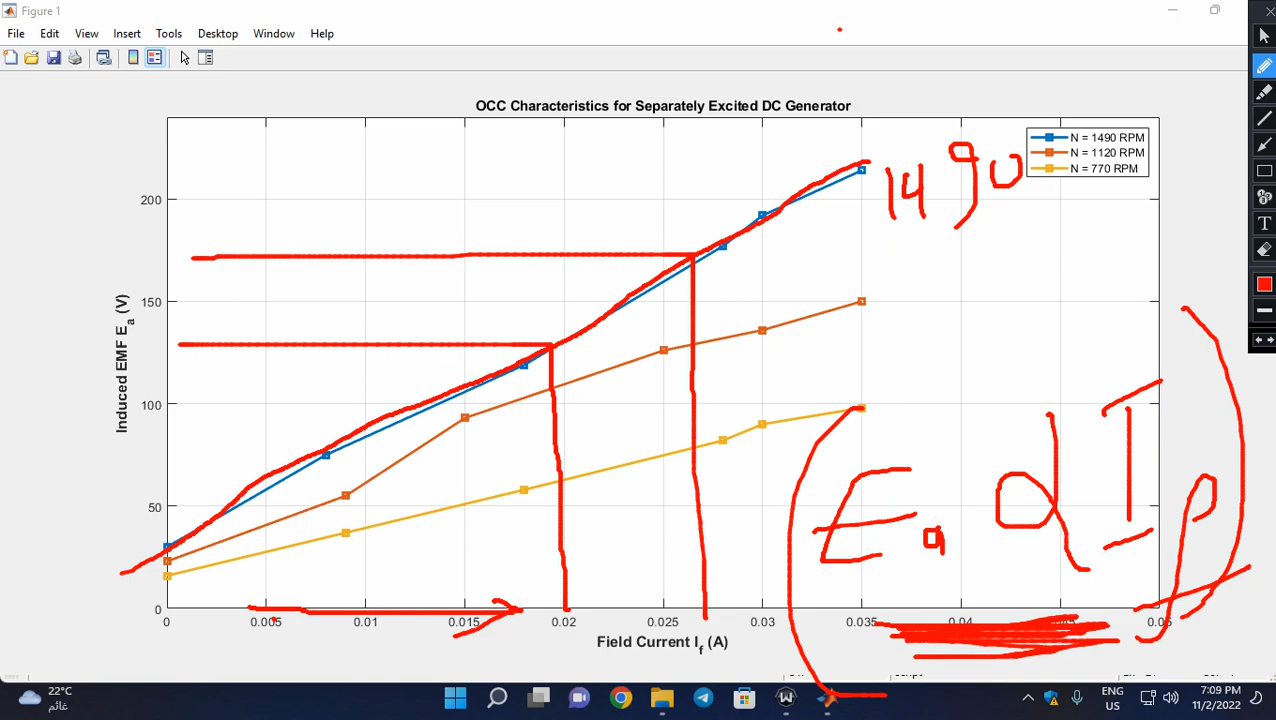 Figure 1
File Edit View Insert Tools Desktop Window Help
OCC Characteristics for Separately Excited DC Generator
N = 1490 RPM
N = 1120 RPM
N = 770 RPM
1490
200
150
100
50
0
Induced EMF Ea (V)
Ea α If
0 0.005 0.01 0.015 0.02 0.025 0.03 0.035 0.04 0.05
Field Current If (A)
22°C
غائم
ENG
US
7:09 PM
11/2/2022